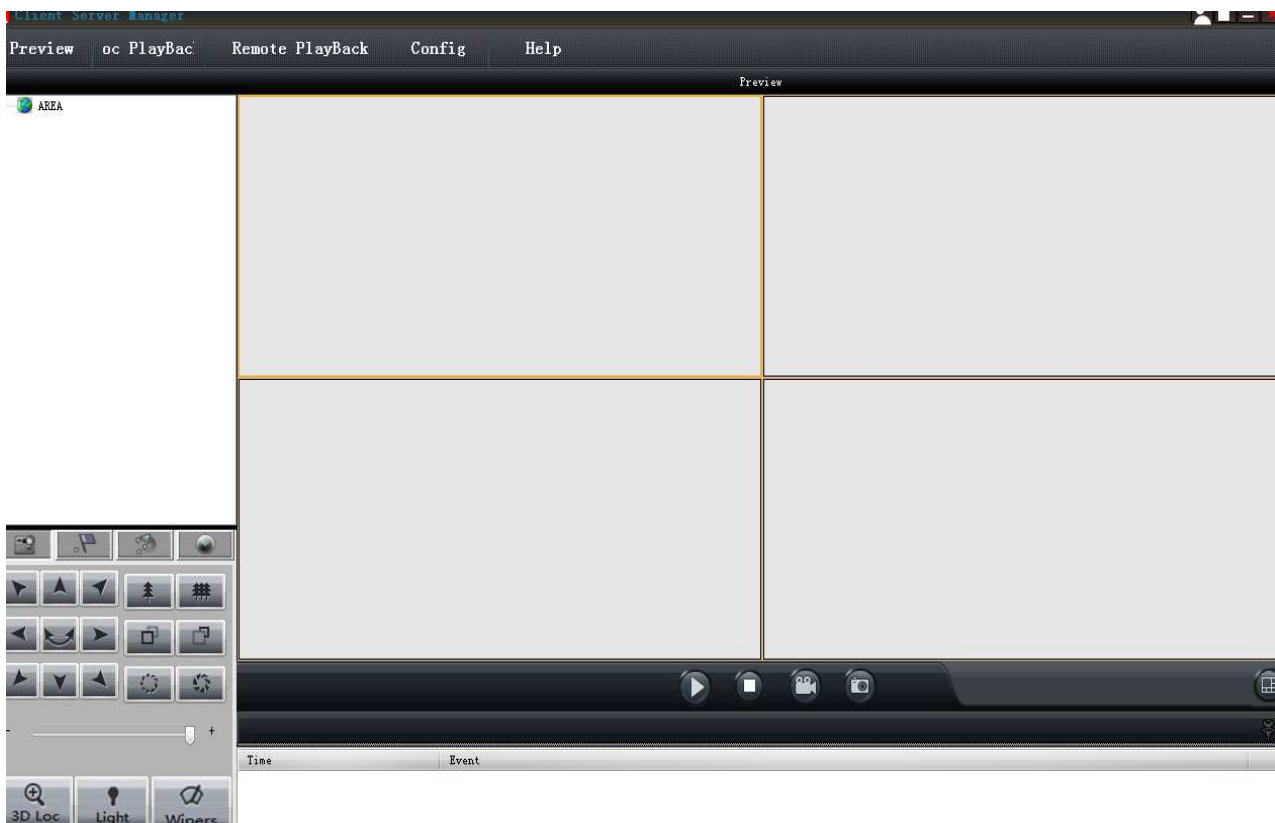 Client Server Manager
Preview oc PlayBac Remote PlayBack Config Help
Preview
AREA
- +
Time Event
3D Loc Light Wipers